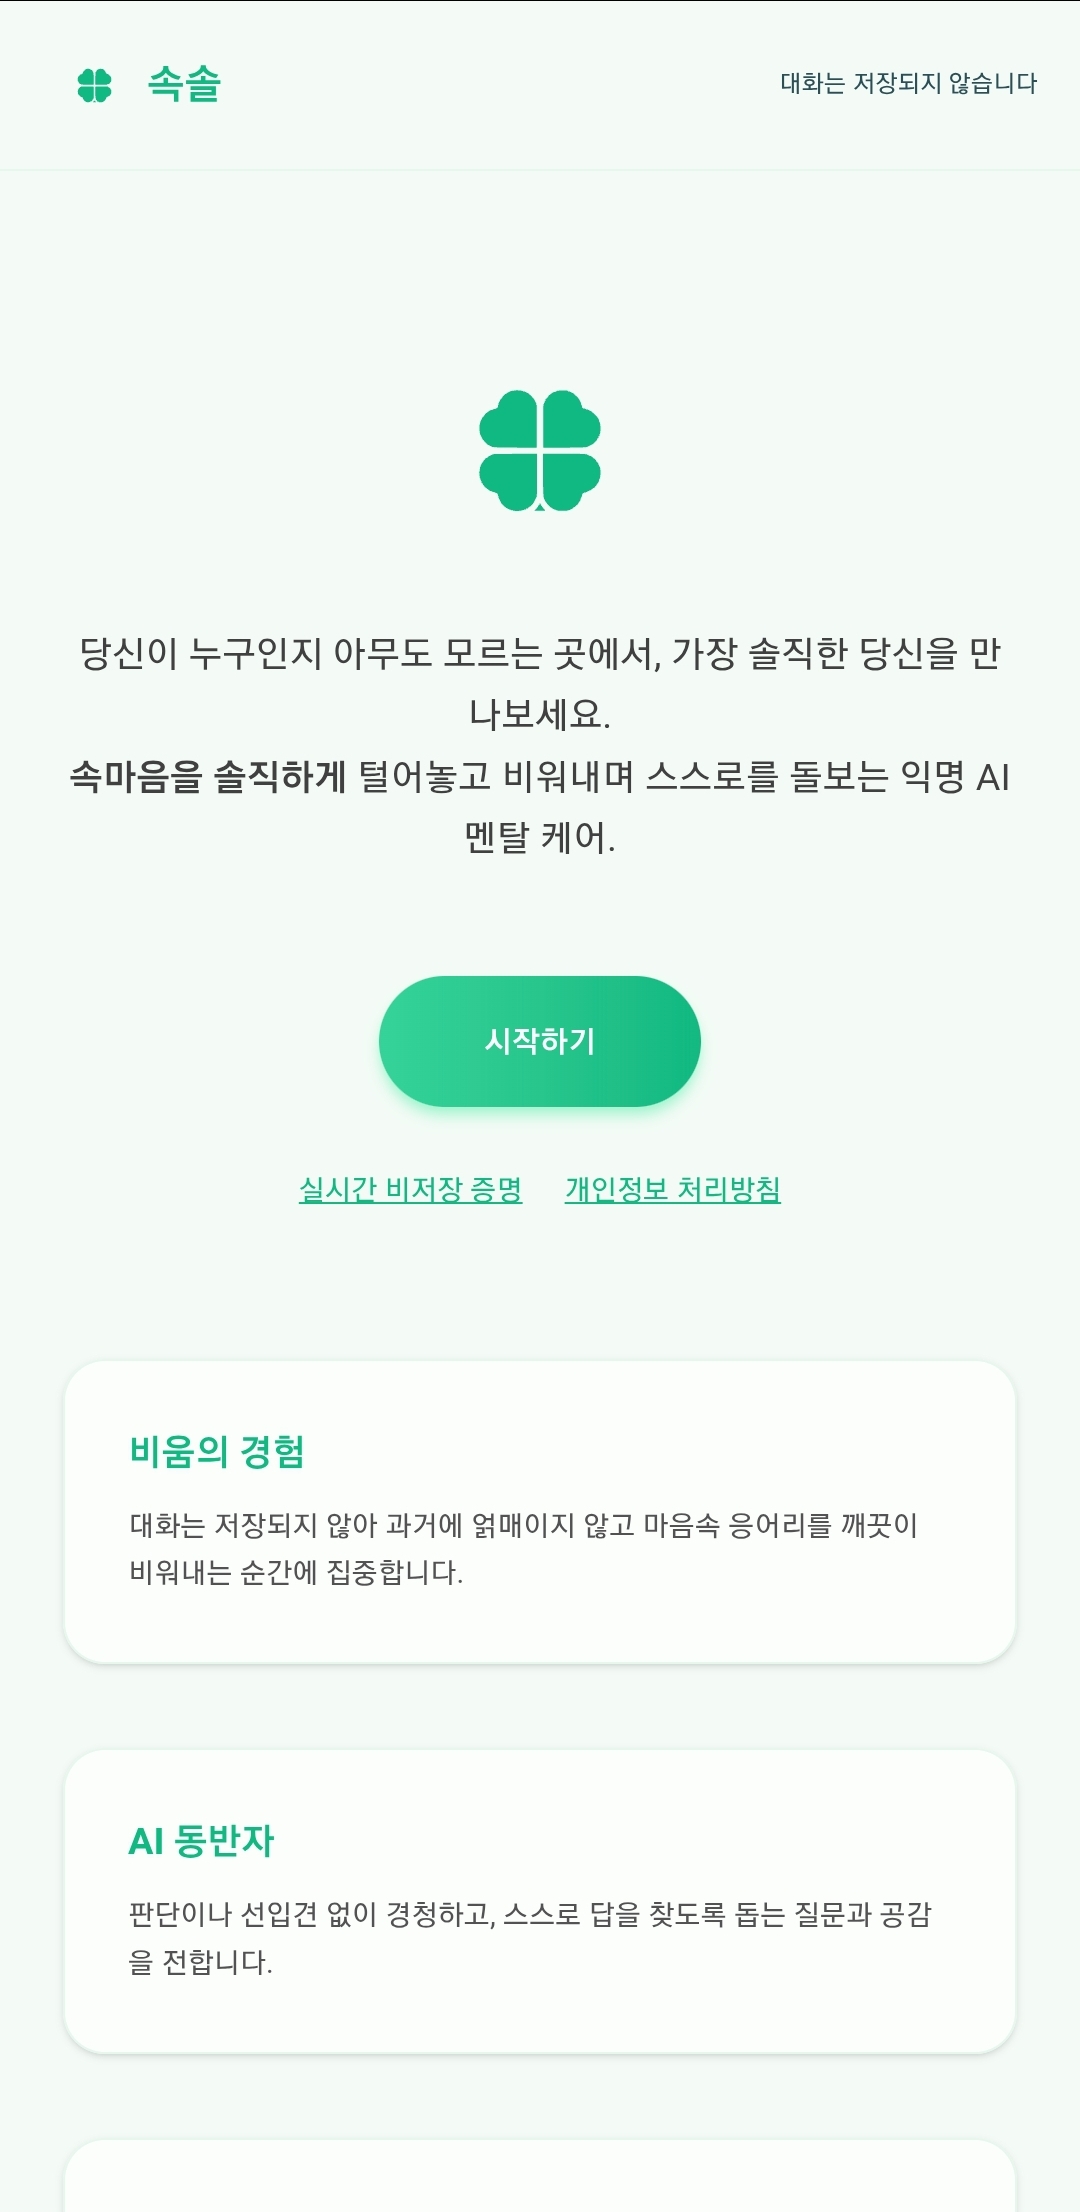 속솔
대화는 저장되지 않습니다
당신이 누구인지 아무도 모르는 곳에서, 가장 솔직한 당신을 만
나보세요.
속마음을 솔직하게 털어놓고 비워내며 스스로를 돌보는 익명 AI
멘탈 케어.
시작하기
실시간 비저장 증명
개인정보 처리방침
비움의 경험
대화는 저장되지 않아 과거에 얽매이지 않고 마음속 응어리를 깨끗이
비워내는 순간에 집중합니다.
AI 동반자
판단이나 선입견 없이 경청하고, 스스로 답을 찾도록 돕는 질문과 공감
을 전합니다.